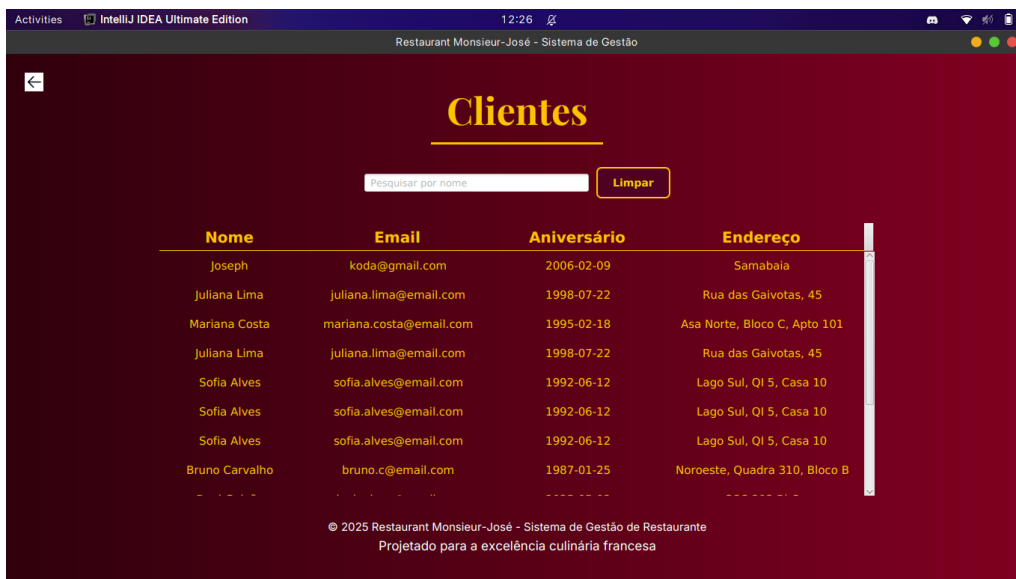 Activities IntelliJ IDEA Ultimate Edition 12:26
Restaurant Monsieur-José - Sistema de Gestão
Clientes
Pesquisar por nome Limpar
Nome Email Aniversário Endereço
Joseph koda@gmail.com 2006-02-09 Samabaia
Juliana Lima juliana.lima@email.com 1998-07-22 Rua das Gaivotas, 45
Mariana Costa mariana.costa@email.com 1995-02-18 Asa Norte, Bloco C, Apto 101
Juliana Lima juliana.lima@email.com 1998-07-22 Rua das Gaivotas, 45
Sofia Alves sofia.alves@email.com 1992-06-12 Lago Sul, QI 5, Casa 10
Sofia Alves sofia.alves@email.com 1992-06-12 Lago Sul, QI 5, Casa 10
Sofia Alves sofia.alves@email.com 1992-06-12 Lago Sul, QI 5, Casa 10
Bruno Carvalho bruno.c@email.com 1987-01-25 Noroeste, Quadra 310, Bloco B
© 2025 Restaurant Monsieur-José - Sistema de Gestão de Restaurante
Projetado para a excelência culinária francesa